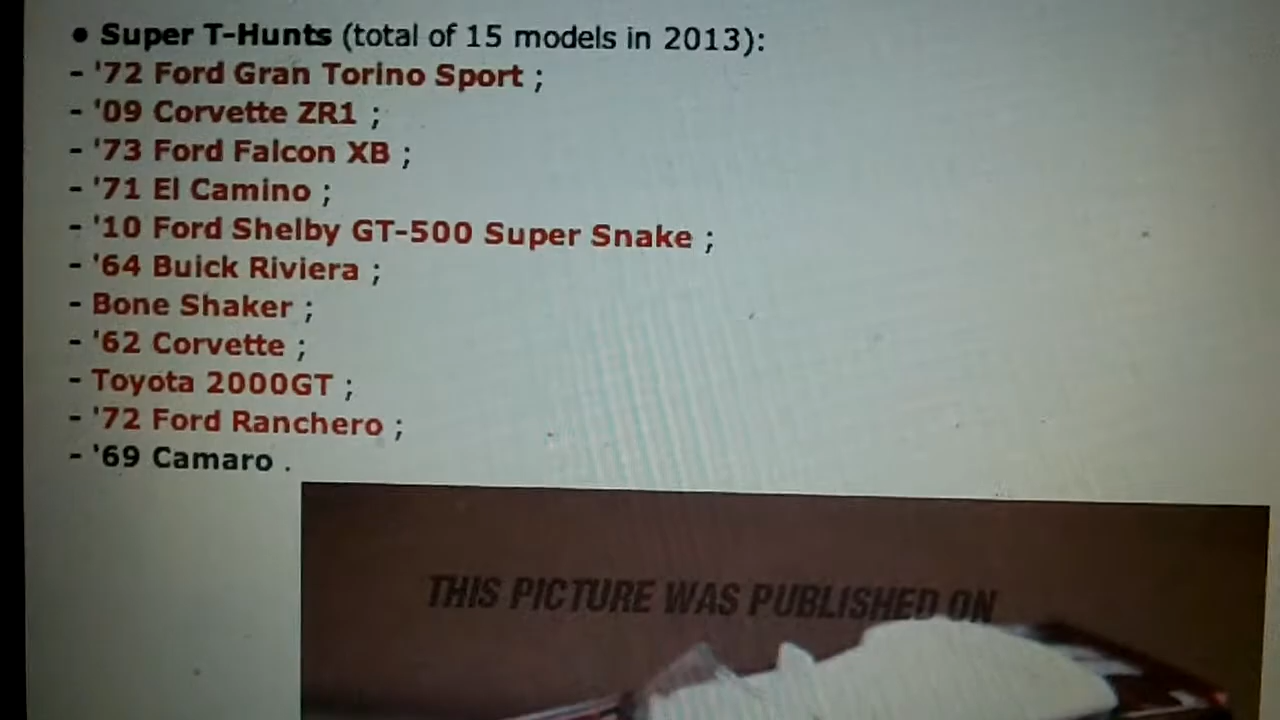 ● Super T-Hunts (total of 15 models in 2013):
- '72 Ford Gran Torino Sport ;
- '09 Corvette ZR1 ;
- '73 Ford Falcon XB ;
- '71 El Camino ;
- '10 Ford Shelby GT-500 Super Snake ;
- '64 Buick Riviera ;
- Bone Shaker ;
- '62 Corvette ;
- Toyota 2000GT ;
- '72 Ford Ranchero ;
- '69 Camaro .
THIS PICTURE WAS PUBLISHED ON